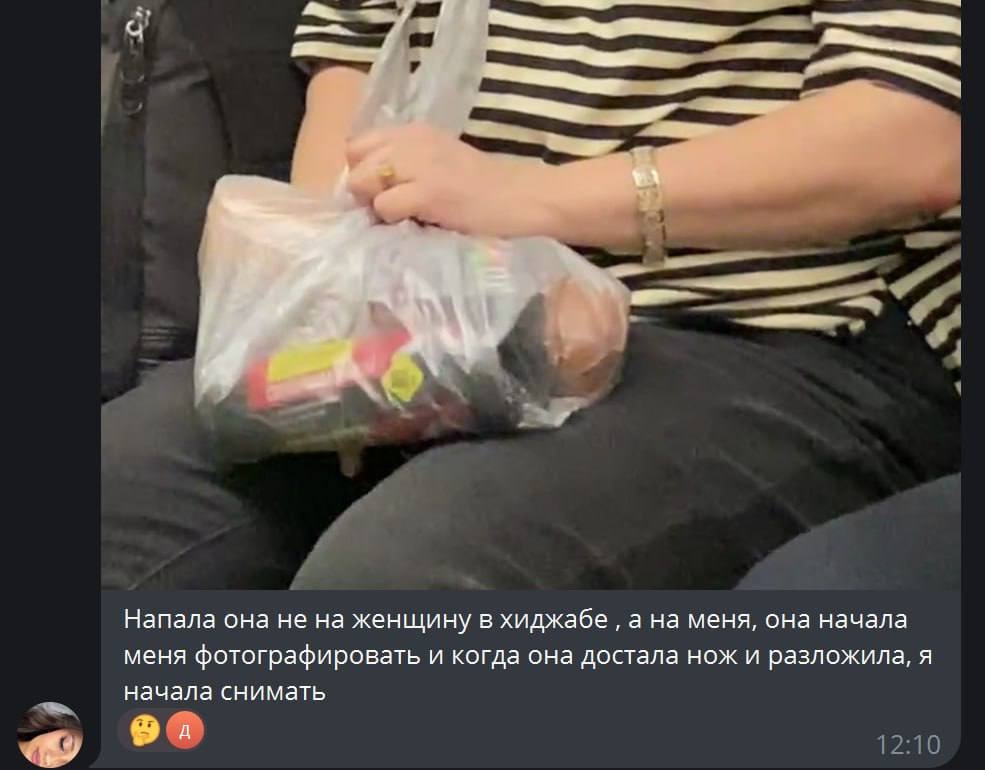 Напала она не на женщину в хиджабе , а на меня, она начала
меня фотографировать и когда она достала нож и разложила, я
начала снимать
Д
12:10